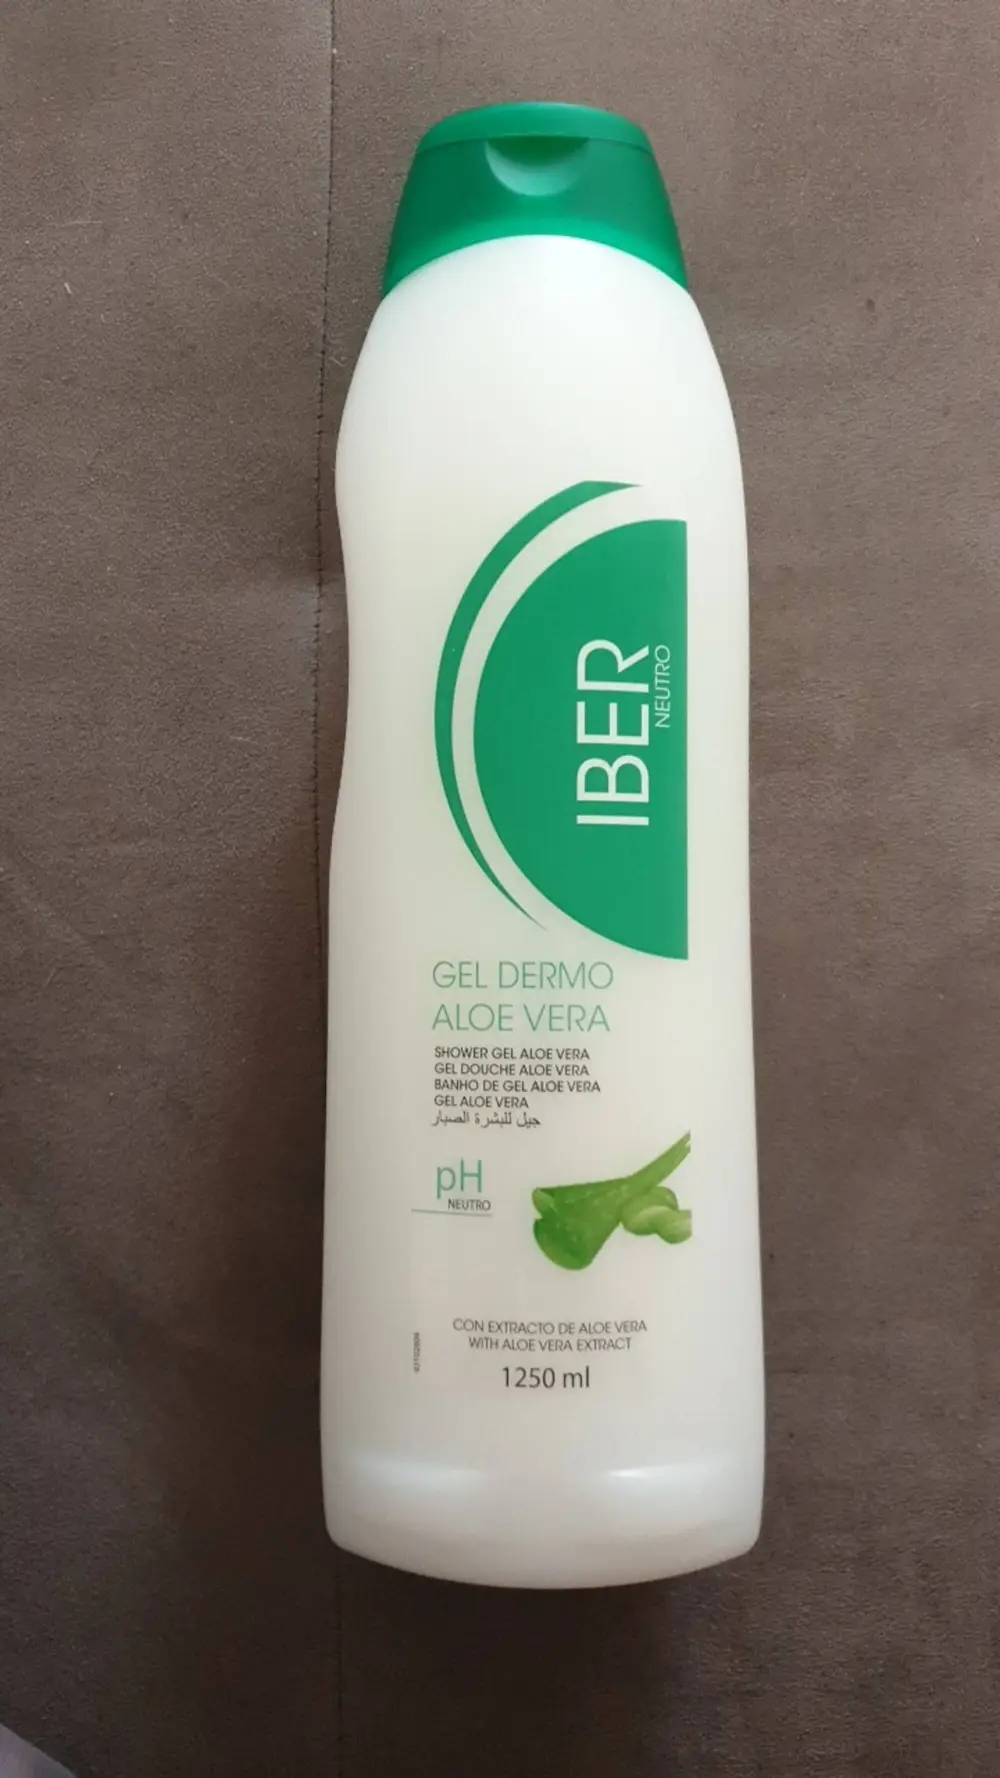 IBER
NEUTRO
GEL DERMO
ALOE VERA
SHOWER GEL ALOE VERA
GEL DOUCHE ALOE VERA
BANHO DE GEL ALOE VERA
GEL ALOE VERA
جيل للبشرة الصبار
pH
NEUTRO
CON EXTRACTO DE ALOE VERA
WITH ALOE VERA EXTRACT
1250 ml